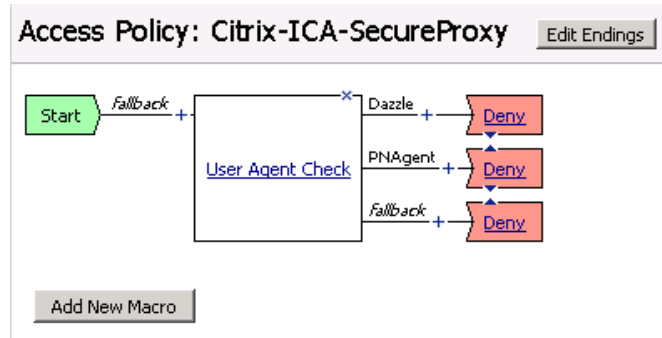 Access Policy: Citrix-ICA-SecureProxy
Edit Endings
Start
Fallback
+
User Agent Check
Dazzle
+
Deny
PNAgent
+
Deny
Fallback
+
Deny
Add New Macro